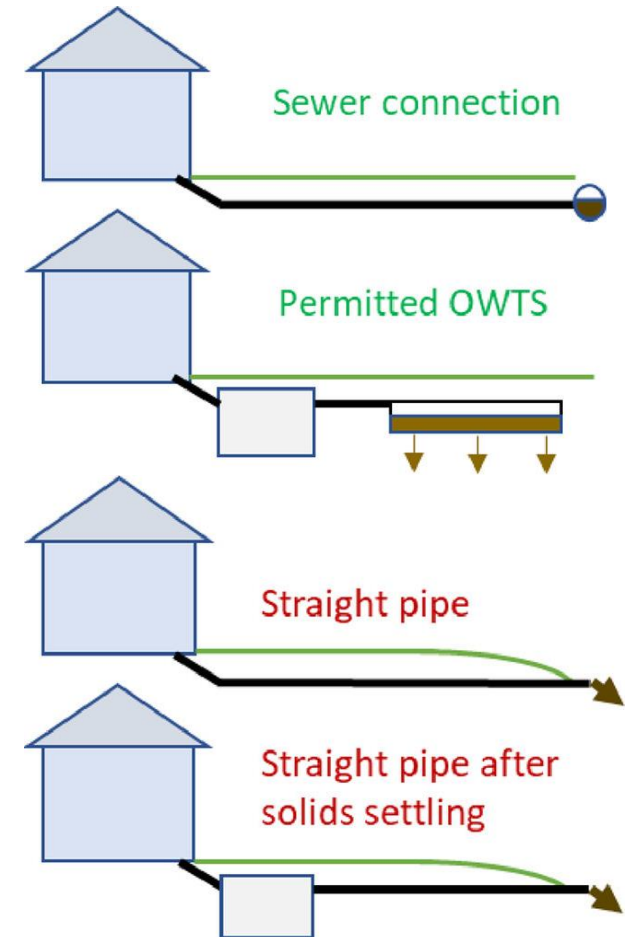 Sewer connection
Permitted OWTS
Straight pipe
Straight pipe after
solids settling